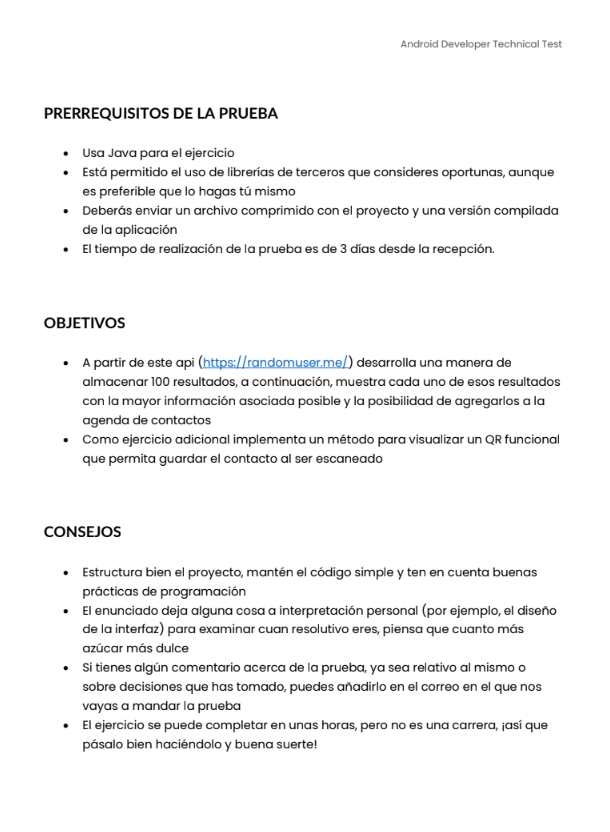 Android Developer Technical Test
PRERREQUISITOS DE LA PRUEBA
• Usa Java para el ejercicio
• Está permitido el uso de librerías de terceros que consideres oportunas, aunque
es preferible que lo hagas tú mismo
• Deberás enviar un archivo comprimido con el proyecto y una versión compilada
de la aplicación
• El tiempo de realización de la prueba es de 3 días desde la recepción.
OBJETIVOS
• A partir de este api (https://randomuser.me/) desarrolla una manera de
almacenar 100 resultados, a continuación, muestra cada uno de esos resultados
con la mayor información asociada posible y la posibilidad de agregarlos a la
agenda de contactos
• Como ejercicio adicional implementa un método para visualizar un QR funcional
que permita guardar el contacto al ser escaneado
CONSEJOS
• Estructura bien el proyecto, mantén el código simple y ten en cuenta buenas
prácticas de programación
• El enunciado deja alguna cosa a interpretación personal (por ejemplo, el diseño
de la interfaz) para examinar cuan resolutivo eres, piensa que cuanto más
azúcar más dulce
• Si tienes algún comentario acerca de la prueba, ya sea relativo al mismo o
sobre decisiones que has tomado, puedes añadirlo en el correo en el que nos
vayas a mandar la prueba
• El ejercicio se puede completar en unas horas, pero no es una carrera, ¡así que
pásalo bien haciéndolo y buena suerte!